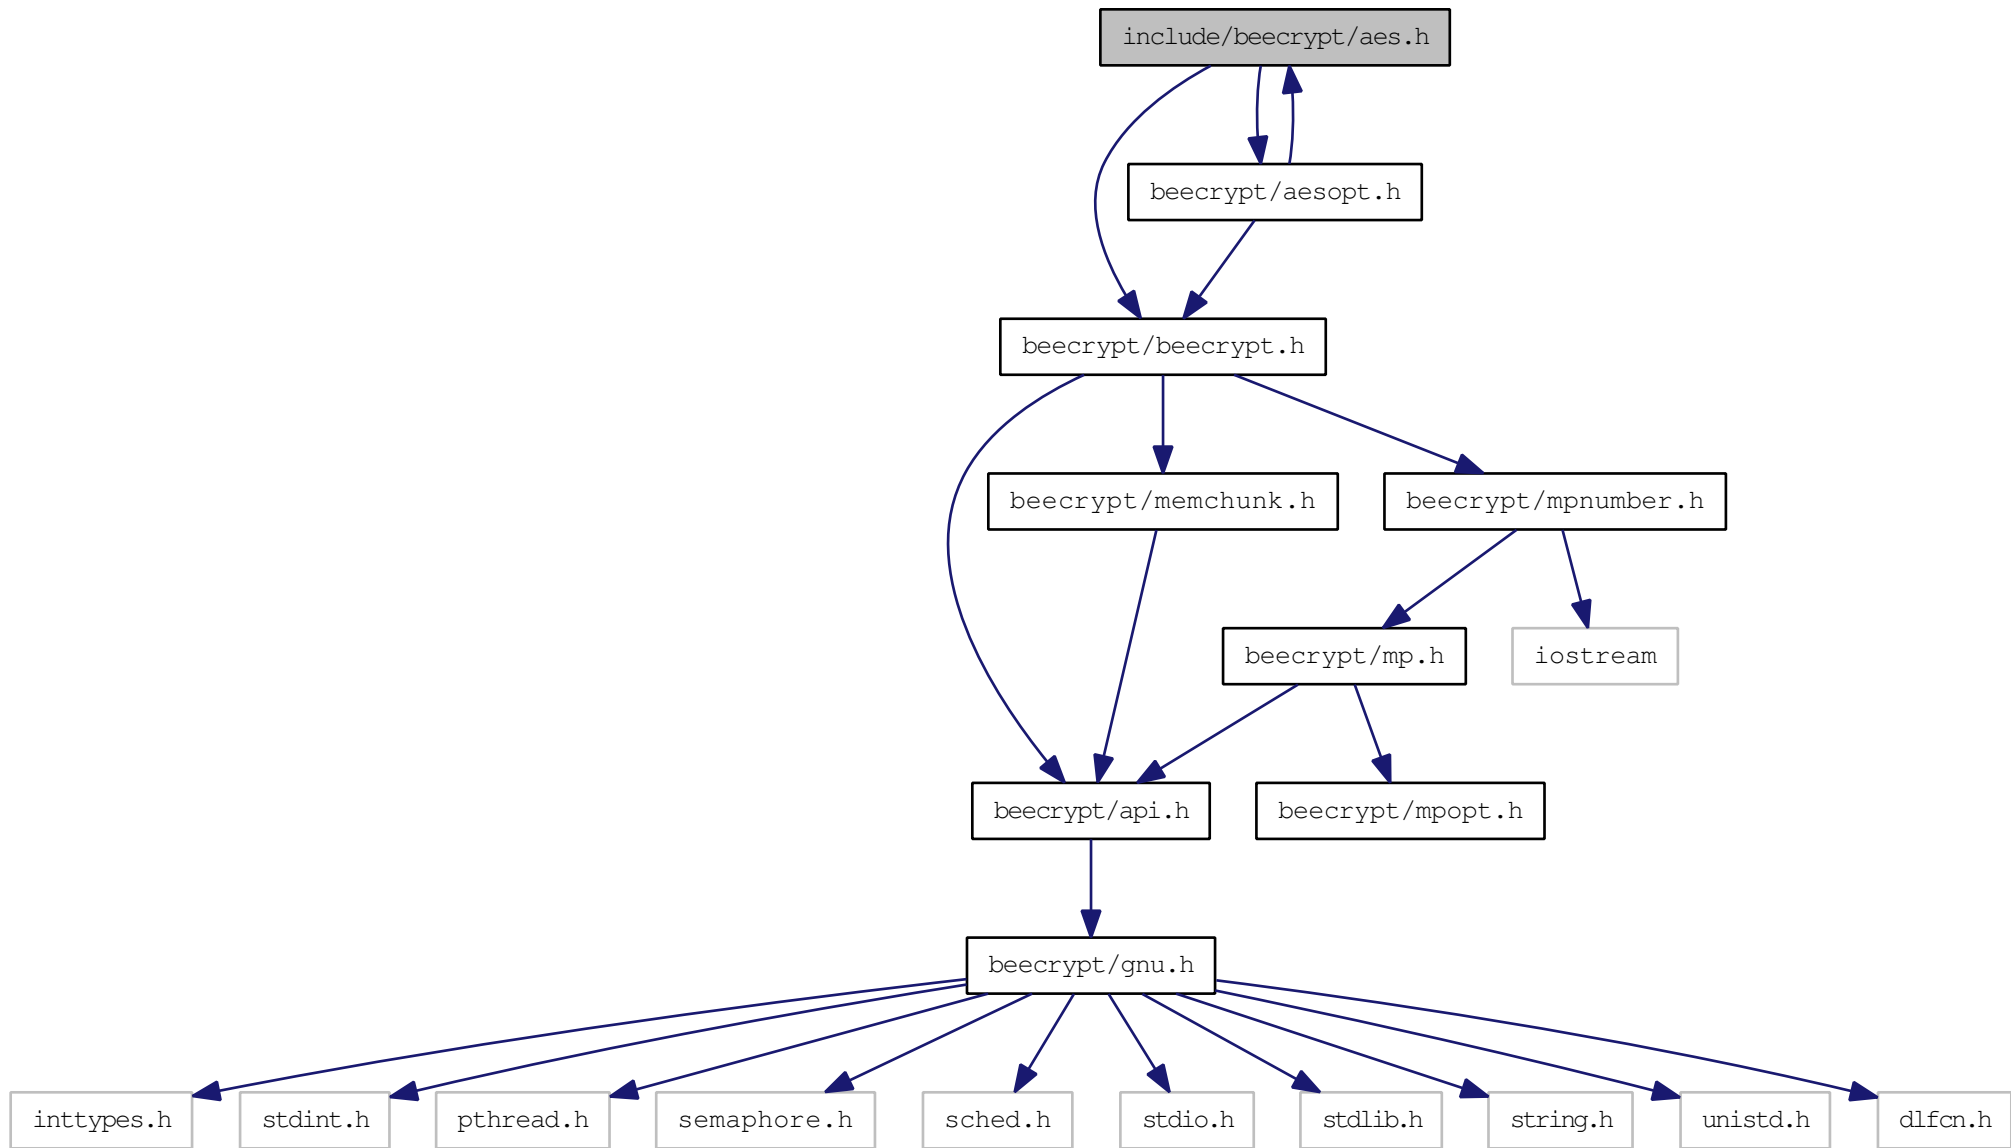 include/beecrypt/aes.h
beecrypt/aesopt.h
beecrypt/beecrypt.h
beecrypt/memchunk.h
beecrypt/mpnumber.h
beecrypt/mp.h
iostream
beecrypt/api.h
beecrypt/mpopt.h
beecrypt/gnu.h
inttypes.h
stdint.h
pthread.h
semaphore.h
sched.h
stdio.h
stdlib.h
string.h
unistd.h
dlfcn.h